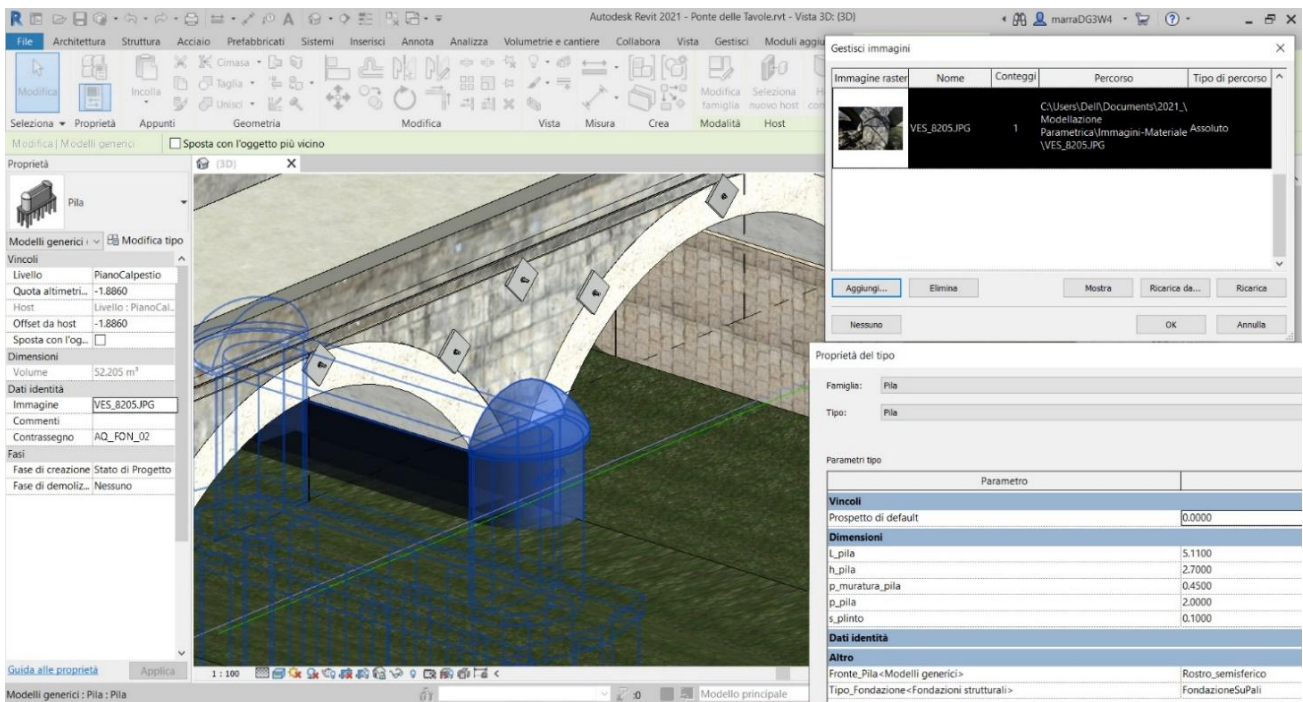 Autodesk Revit 2021 - Ponte delle Tavole.rvt - Vista 3D: {3D}
marraDG3W4
File Architettura Struttura Acciaio Prefabbricati Sistemi Inserisci Annota Analizza Volumetrie e cantiere Collabora Vista Gestisci Moduli aggiu
Modifica
Incolla
Cimasa
Taglia
Unisci
Modifica famiglia
Seleziona nuovo host
Seleziona Proprietà Appunti Geometria Modifica Vista Misura Crea Modalità Host
Modifica | Modelli generici
Sposta con l'oggetto più vicino
Proprietà
{3D}
Pila
Modelli generici
Modifica tipo
Vincoli
Livello PianoCalpestio
Quota altimetri... -1.8860
Host Livello : PianoCal...
Offset da host -1.8860
Sposta con l'og...
Dimensioni
Volume 52.205 m³
Dati identità
Immagine VES_8205.JPG
Commenti
Contrassegno AQ_FON_02
Fasi
Fase di creazione Stato di Progetto
Fase di demoliz... Nessuno
Guida alle proprietà
Applica
1 : 100
Modelli generici : Pila : Pila
:0
Modello principale
Gestisci immagini
Immagine raster Nome Conteggi Percorso Tipo di percorso
VES_8205.JPG 1 C:\Users\Dell\Documents\2021_\
Modellazione
Parametrica\Immagini-Materiale Assoluto
\VES_8205.JPG
Aggiungi... Elimina Mostra Ricarica da... Ricarica
Nessuno OK Annulla
Proprietà del tipo
Famiglia: Pila
Tipo: Pila
Parametri tipo
Parametro
Vincoli
Prospetto di default 0.0000
Dimensioni
L_pila 5.1100
h_pila 2.7000
p_muratura_pila 0.4500
p_pila 2.0000
s_plinto 0.1000
Dati identità
Altro
Fronte_Pila<Modelli generici> Rostro_semisferico
Tipo_Fondazione<Fondazioni strutturali> FondazioneSuPali